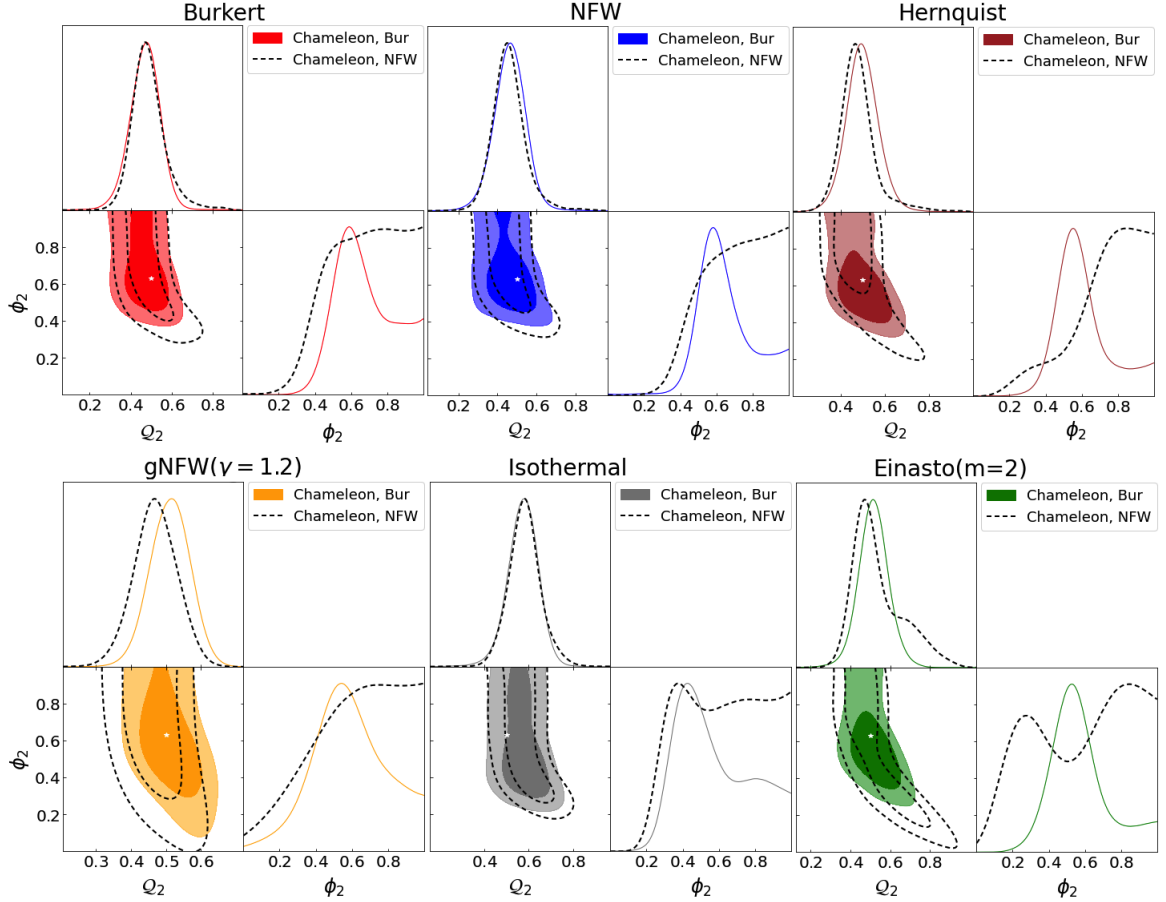 Burkert
NFW
Hernquist
Chameleon, Bur
Chameleon, NFW
Chameleon, Bur
Chameleon, NFW
Chameleon, Bur
Chameleon, NFW
ϕ₂
0.8
0.6
0.4
0.2
0.2 0.4 0.6 0.8
0.2 0.4 0.6 0.8
0.2 0.4 0.6 0.8
0.2 0.4 0.6 0.8
0.4 0.6 0.8
0.2 0.4 0.6 0.8
𝒬₂
ϕ₂
𝒬₂
ϕ₂
𝒬₂
ϕ₂
gNFW(γ = 1.2)
Isothermal
Einasto(m=2)
Chameleon, Bur
Chameleon, NFW
Chameleon, Bur
Chameleon, NFW
Chameleon, Bur
Chameleon, NFW
ϕ₂
0.8
0.6
0.4
0.2
0.3 0.5 0.6
0.2 0.4 0.6 0.8
0.4 0.6 0.8
0.2 0.4 0.6 0.8
0.2 0.4 0.6 0.8
0.2 0.4 0.6 0.8
𝒬₂
ϕ₂
𝒬₂
ϕ₂
𝒬₂
ϕ₂